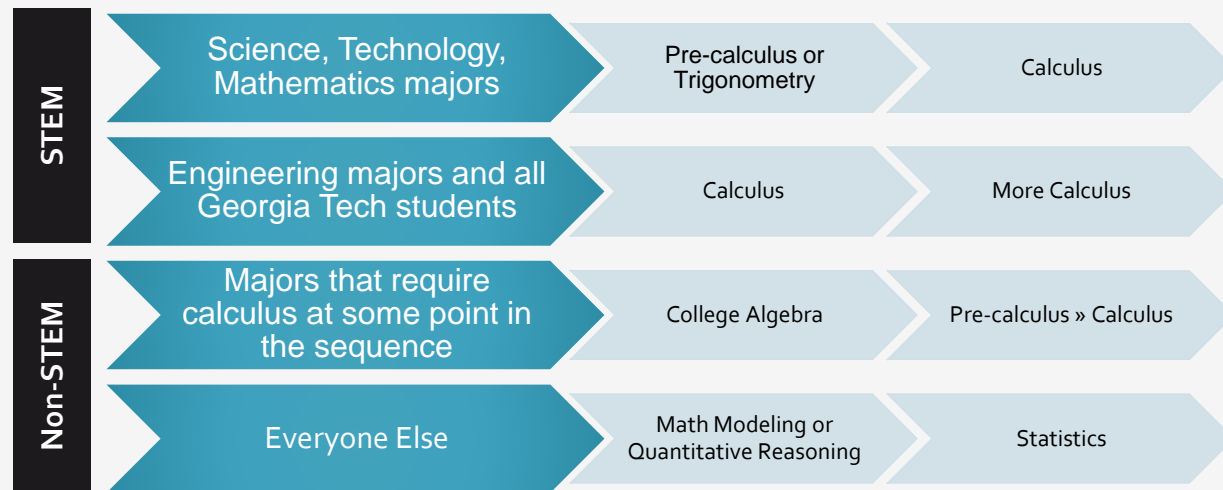 STEM
Science, Technology,
Mathematics majors
Pre-calculus or
Trigonometry
Calculus
Engineering majors and all
Georgia Tech students
Calculus
More Calculus
Non-STEM
Majors that require
calculus at some point in
the sequence
College Algebra
Pre-calculus » Calculus
Everyone Else
Math Modeling or
Quantitative Reasoning
Statistics